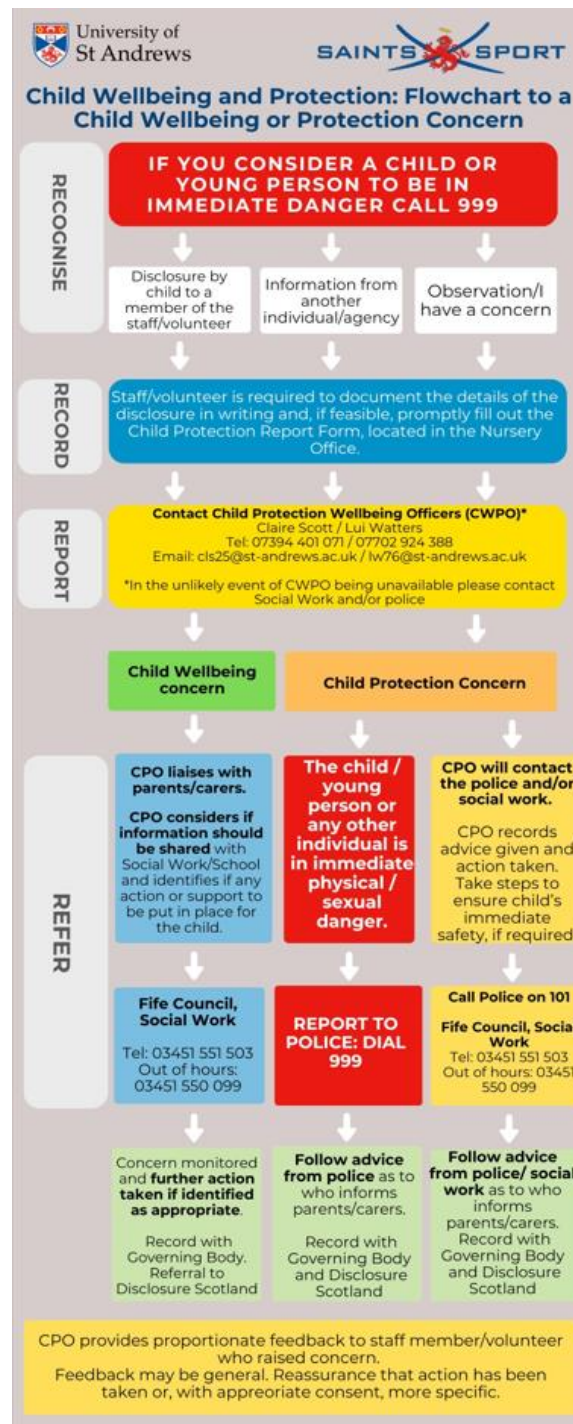 University of
St Andrews
SAINTS SPORT
Child Wellbeing and Protection: Flowchart to a
Child Wellbeing or Protection Concern
RECOGNISE
IF YOU CONSIDER A CHILD OR
YOUNG PERSON TO BE IN
IMMEDIATE DANGER CALL 999
Disclosure by
child to a
member of the
staff/volunteer
Information from
another
individual/agency
Observation/I
have a concern
RECORD
Staff/volunteer is required to document the details of the
disclosure in writing and, if feasible, promptly fill out the
Child Protection Report Form, located in the Nursery
Office.
REPORT
Contact Child Protection Wellbeing Officers (CWPO)*
Claire Scott / Lui Watters
Tel: 07394 401 071 / 07702 924 388
Email: cls25@st-andrews.ac.uk / lw76@st-andrews.ac.uk
*In the unlikely event of CWPO being unavailable please contact
Social Work and/or police
Child Wellbeing
concern
Child Protection Concern
REFER
CPO liaises with
parents/carers.
CPO considers if
information should
be shared with
Social Work/School
and identifies if any
action or support to
be put in place for
the child.
The child /
young
person or
any other
individual is
in immediate
physical /
sexual
danger.
CPO will contact
the police and/or
social work.
CPO records
advice given and
action taken.
Take steps to
ensure child's
immediate
safety, if required
Fife Council,
Social Work
Tel: 03451 551 503
Out of hours:
03451 550 099
REPORT TO
POLICE: DIAL
999
Call Police on 101
Fife Council, Social
Work
Tel: 03451 551 503
Out of hours: 03451
550 099
Concern monitored
and further action
taken if identified
as appropriate.
Record with
Governing Body.
Referral to
Disclosure Scotland
Follow advice
from police as to
who informs
parents/carers.
Record with
Governing Body
and Disclosure
Scotland
Follow advice
from police/ social
work as to who
informs
parents/carers.
Record with
Governing Body
and Disclosure
Scotland
CPO provides proportionate feedback to staff member/volunteer
who raised concern.
Feedback may be general. Reassurance that action has been
taken or, with appreoriate consent, more specific.